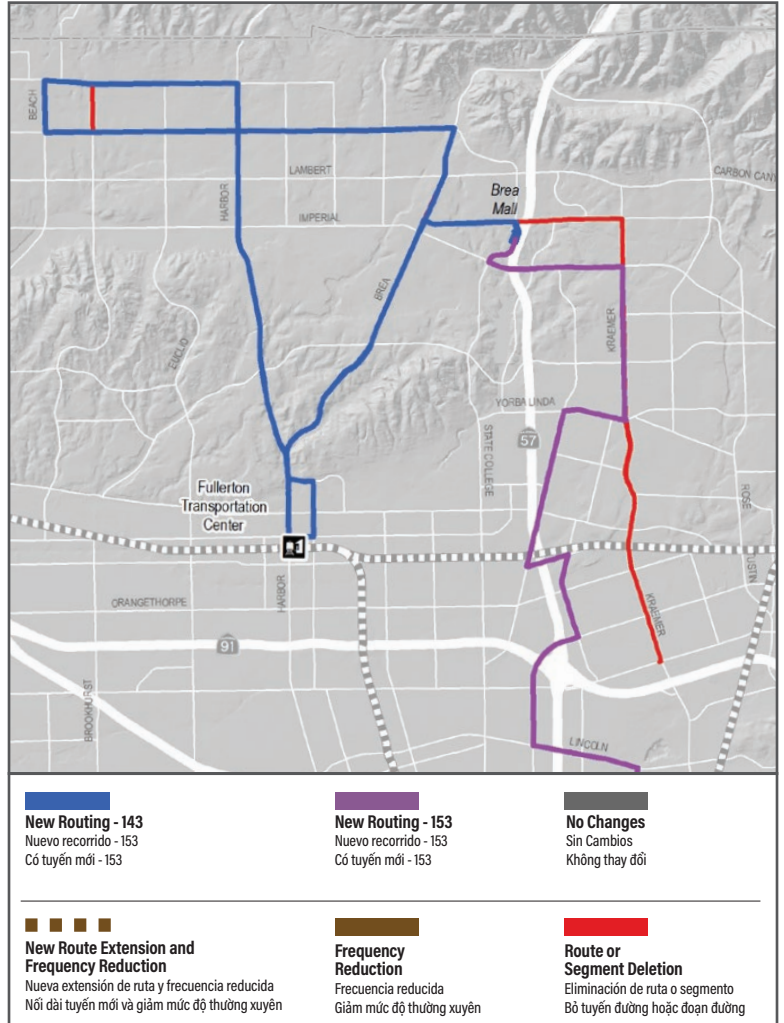 BEACH
LAMBERT
CARBON CANY
Brea
Mall
HARBOR
IMPERIAL
BREA
KRAEMER
EUCLID
YORBA LINDA
STATE COLLEGE
57
Fullerton
Transportation
Center
ROSE
USTIN
HARBOR
ORANGETHORPE
KRAEMER
91
BROOKHURST
LINCOLN
New Routing - 143
Nuevo recorrido - 153
Có tuyến mới - 153
New Routing - 153
Nuevo recorrido - 153
Có tuyến mới - 153
No Changes
Sin Cambios
Không thay đổi
New Route Extension and
Frequency Reduction
Nueva extensión de ruta y frecuencia reducida
Nối dài tuyến mới và giảm mức độ thường xuyên
Frequency
Reduction
Frecuencia reducida
Giảm mức độ thường xuyên
Route or
Segment Deletion
Eliminación de ruta o segmento
Bỏ tuyến đường hoặc đoạn đường